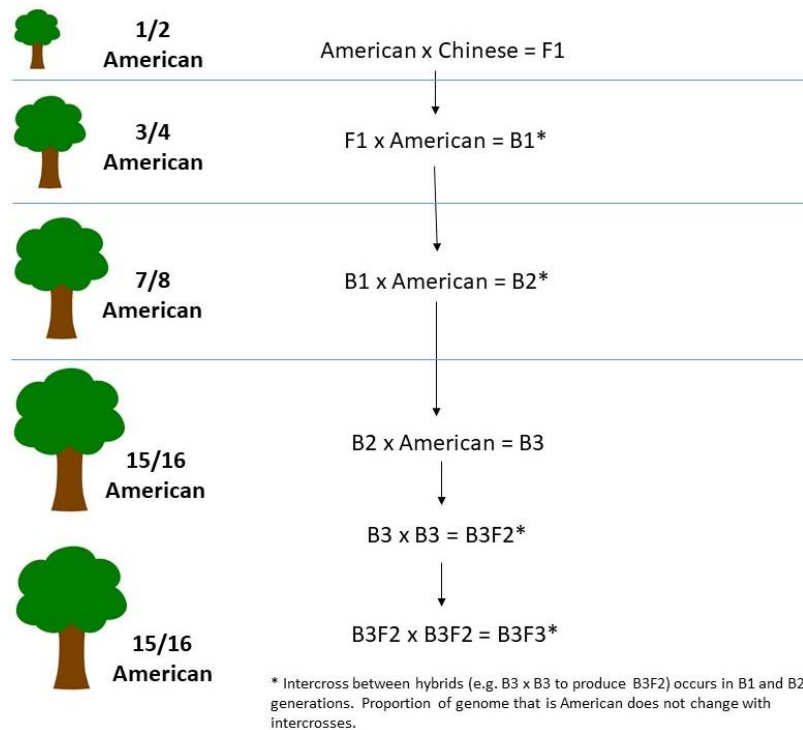 1/2
American
American x Chinese = F1
3/4
American
F1 x American = B1*
7/8
American
B1 x American = B2*
15/16
American
B2 x American = B3
B3 x B3 = B3F2*
15/16
American
B3F2 x B3F2 = B3F3*
* Intercross between hybrids (e.g. B3 x B3 to produce B3F2) occurs in B1 and B2
generations. Proportion of genome that is American does not change with
intercrosses.